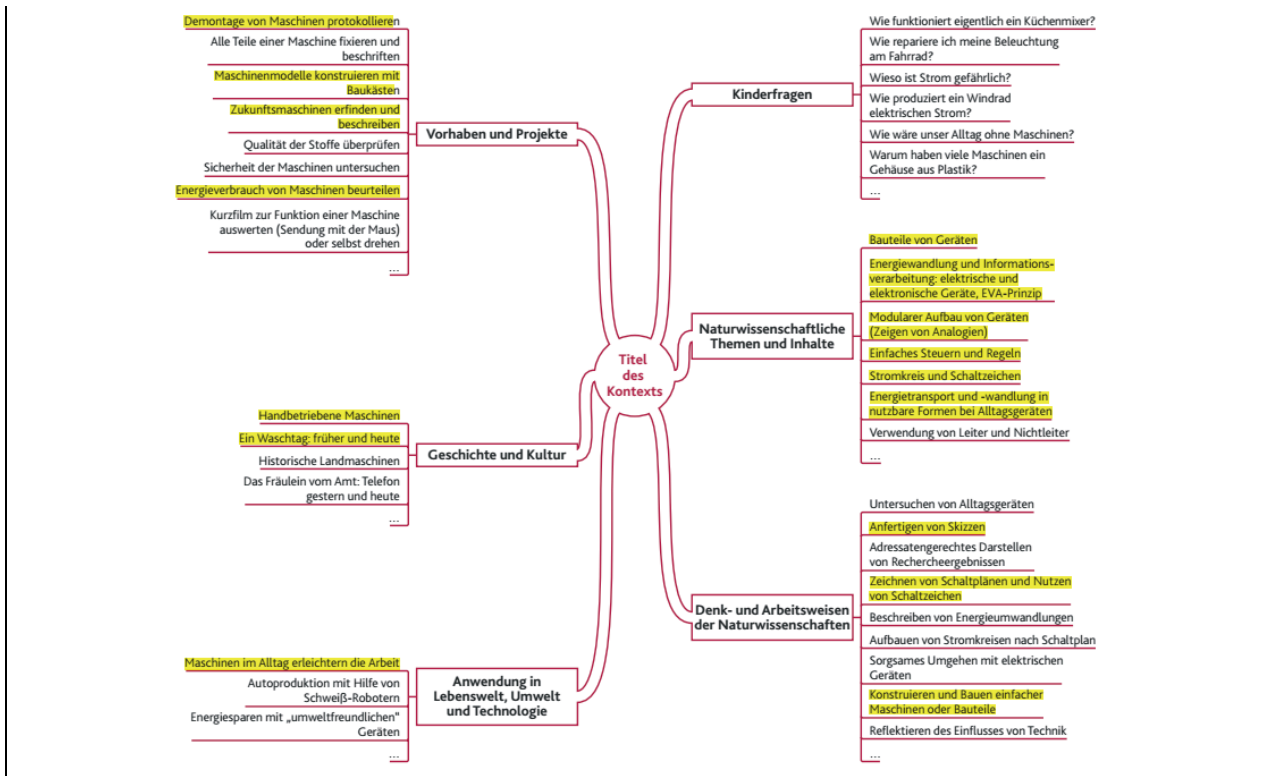 Demontage von Maschinen protokollieren
Alle Teile einer Maschine fixieren und
beschriften
Maschinenmodelle konstruieren mit
Baukästen
Zukunftsmaschinen erfinden und
beschreiben
Qualität der Stoffe überprüfen
Sicherheit der Maschinen untersuchen
Energieverbrauch von Maschinen beurteilen
Kurzfilm zur Funktion einer Maschine
auswerten (Sendung mit der Maus)
oder selbst drehen
...
Vorhaben und Projekte
Handbetriebene Maschinen
Ein Waschtag: früher und heute
Historische Landmaschinen
Das Fräulein vom Amt: Telefon
gestern und heute
...
Geschichte und Kultur
Maschinen im Alltag erleichtern die Arbeit
Autoproduktion mit Hilfe von
Schweiß-Robotern
Energiesparen mit „umweltfreundlichen"
Geräten
...
Anwendung in
Lebenswelt, Umwelt
und Technologie
Titel
des
Kontexts
Kinderfragen
Wie funktioniert eigentlich ein Küchenmixer?
Wie repariere ich meine Beleuchtung
am Fahrrad?
Wieso ist Strom gefährlich?
Wie produziert ein Windrad
elektrischen Strom?
Wie wäre unser Alltag ohne Maschinen?
Warum haben viele Maschinen ein
Gehäuse aus Plastik?
...
Naturwissenschaftliche
Themen und Inhalte
Bauteile von Geräten
Energiewandlung und Informations-
verarbeitung: elektrische und
elektronische Geräte, EVA-Prinzip
Modularer Aufbau von Geräten
(Zeigen von Analogien)
Einfaches Steuern und Regeln
Stromkreis und Schaltzeichen
Energietransport und -wandlung in
nutzbare Formen bei Alltagsgeräten
Verwendung von Leiter und Nichtleiter
...
Denk- und Arbeitsweisen
der Naturwissenschaften
Untersuchen von Alltagsgeräten
Anfertigen von Skizzen
Adressatengerechtes Darstellen
von Rechercheergebnissen
Zeichnen von Schaltplänen und Nutzen
von Schaltzeichen
Beschreiben von Energieumwandlungen
Aufbauen von Stromkreisen nach Schaltplan
Sorgsames Umgehen mit elektrischen
Geräten
Konstruieren und Bauen einfacher
Maschinen oder Bauteile
Reflektieren des Einflusses von Technik
...